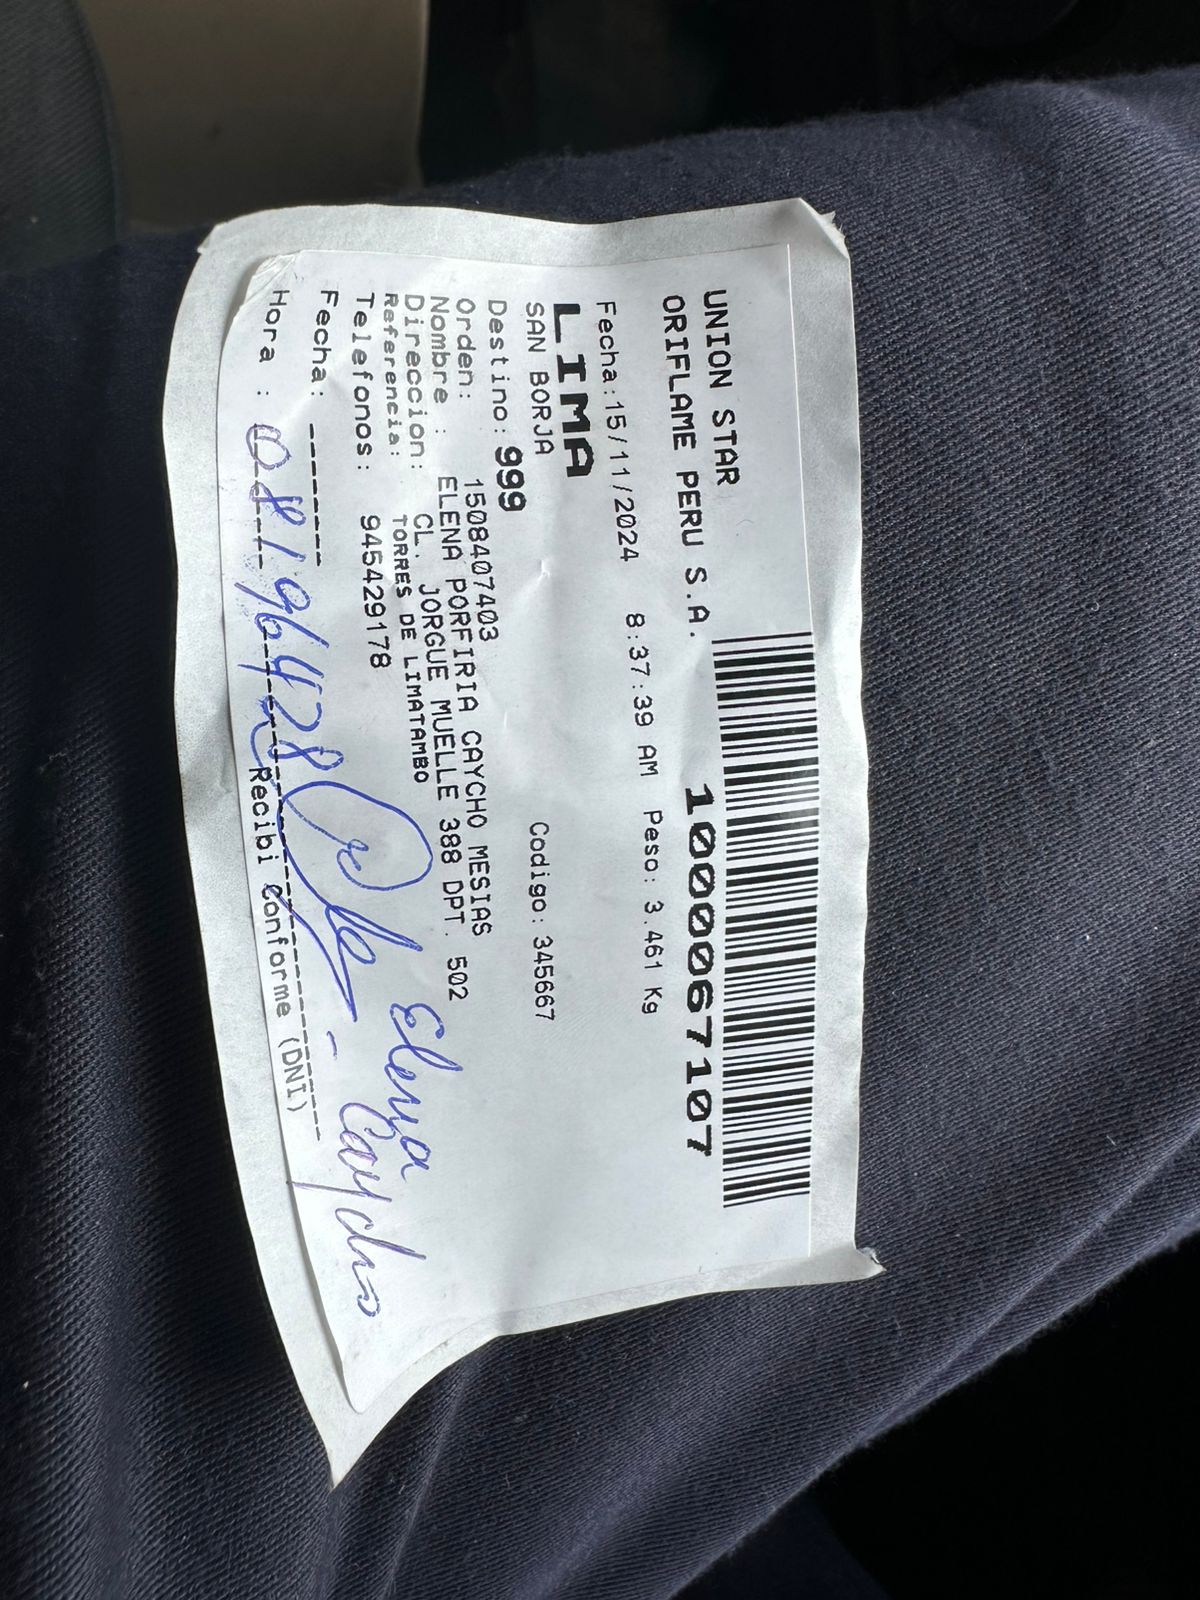 UNION STAR
ORIFLAME PERU S.A.
1000067107
Fecha:15/11/2024 8:37:39 AM Peso: 3.461 Kg
LIMA
SAN BORJA Codigo: 345667
Destino: 999
Orden: 1508407403
Nombre : ELENA PORFIRIA CAYCHO MESIAS
Direccion: CL. JORGUE MUELLE 388 DPT. 502
Referencia: TORRES DE LIMATAMBO
Telefonos: 945429178
Elena Caycho
Fecha: -------
Hora : 08196428
Recibi Conforme (DNI)